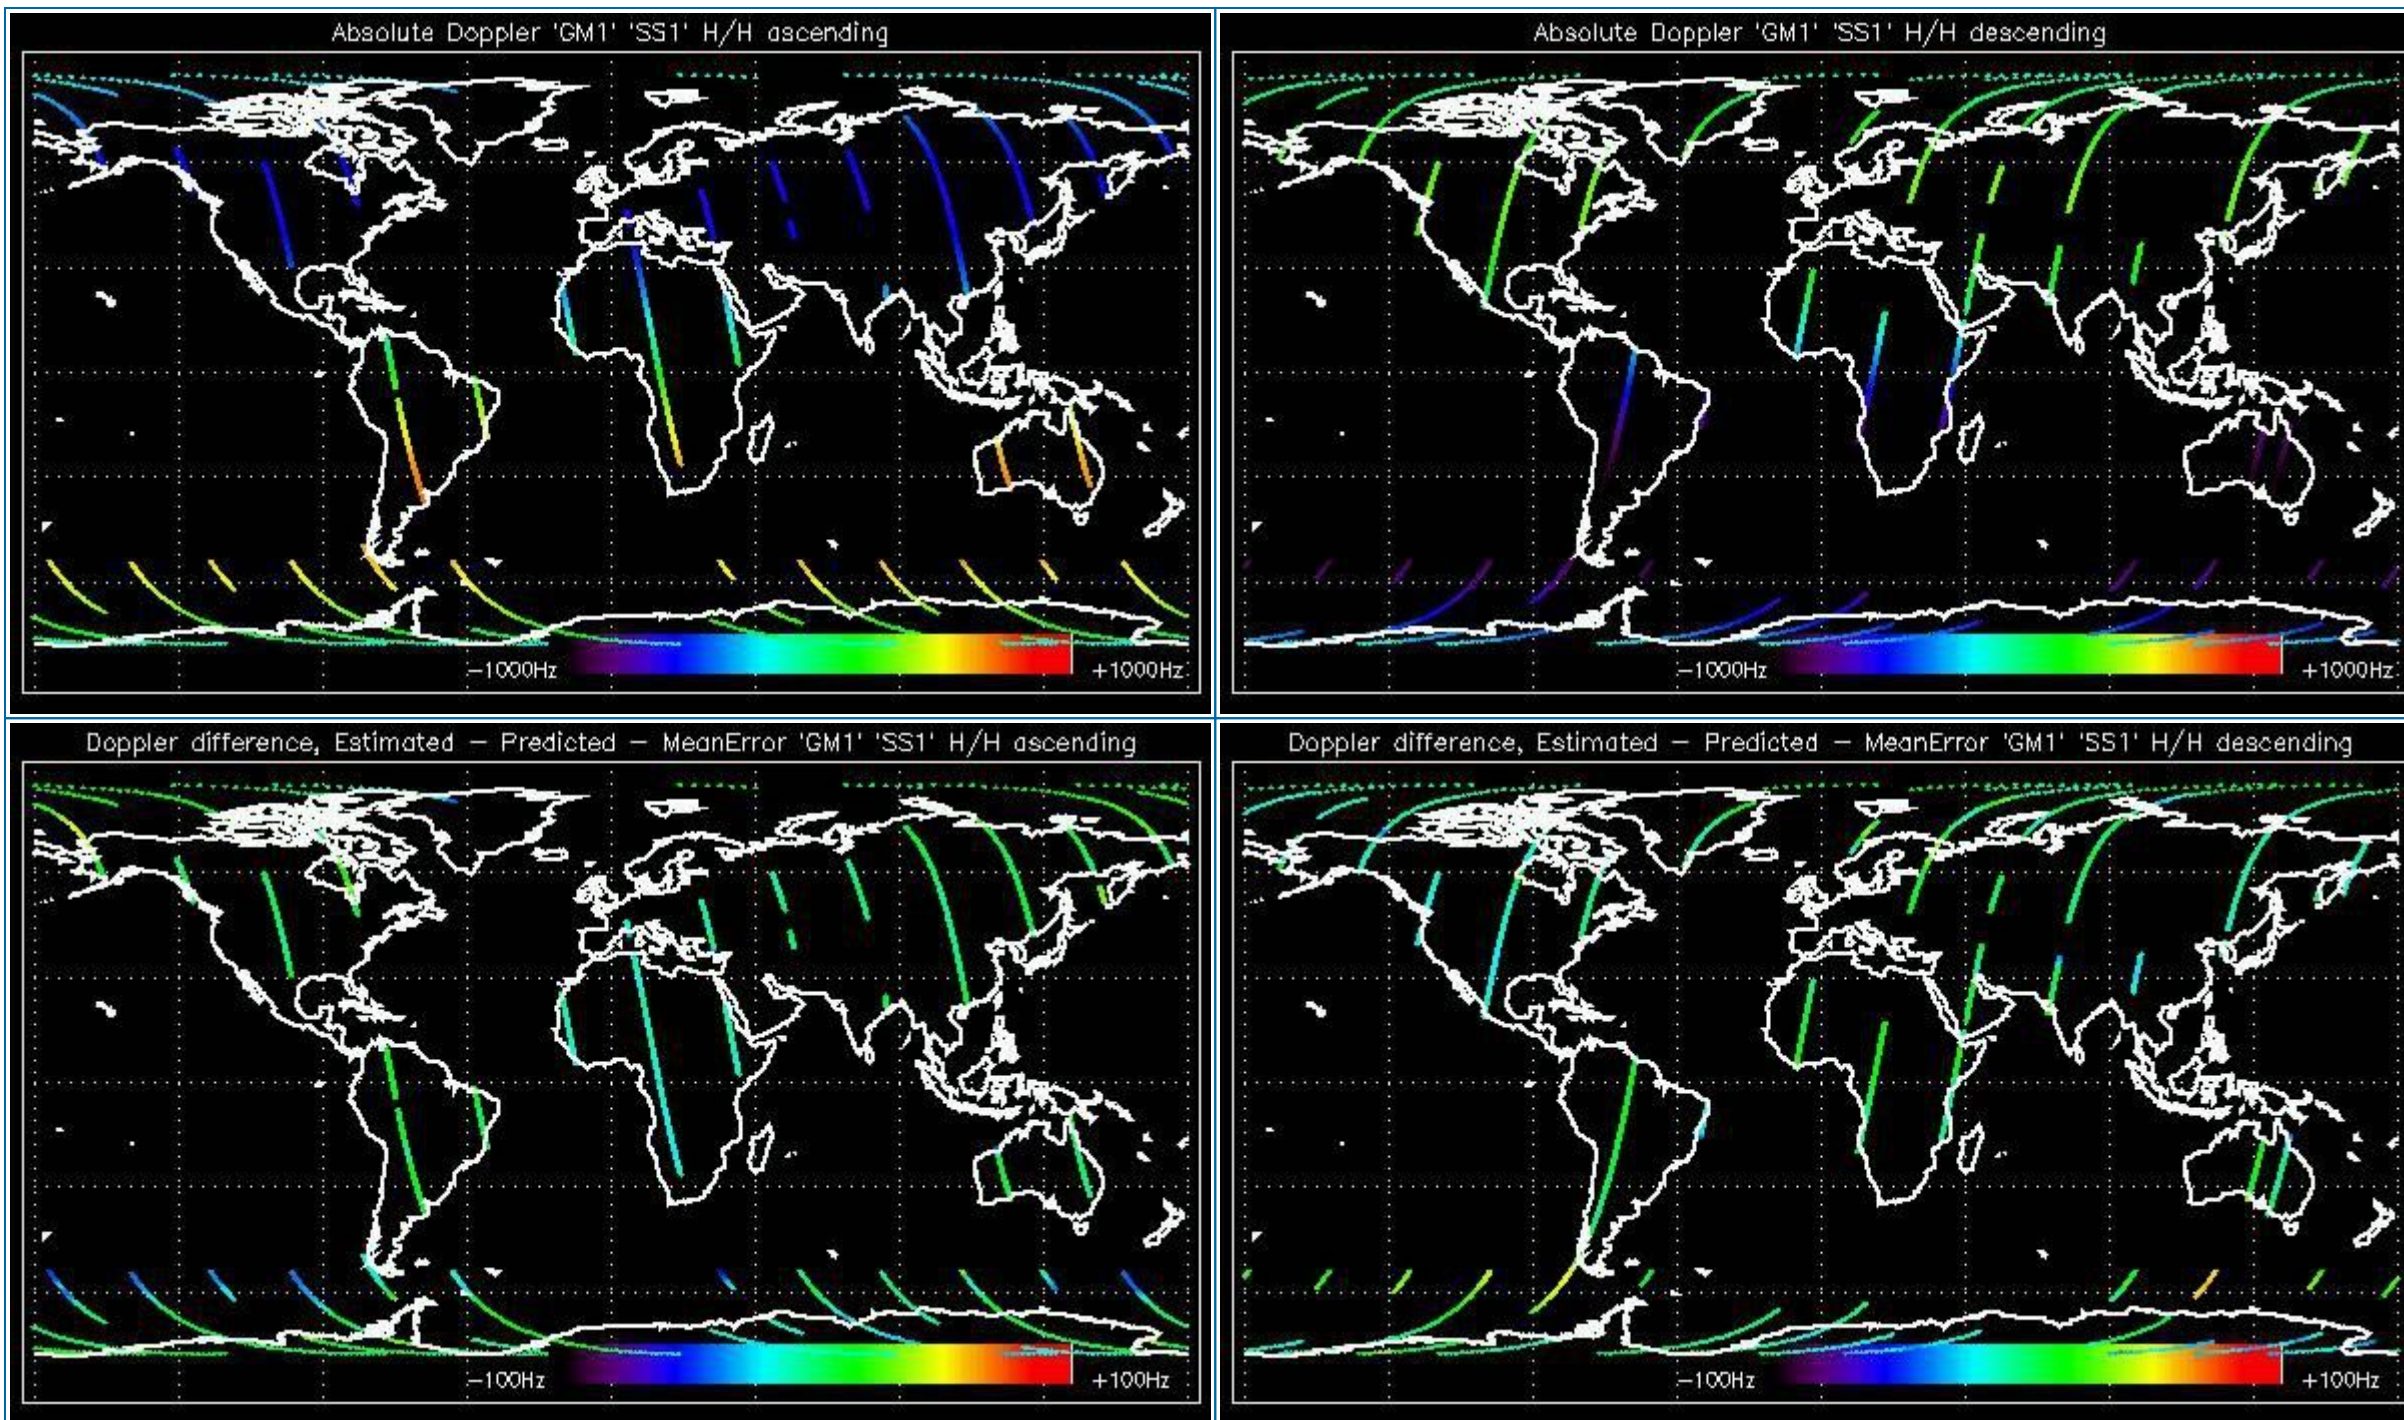 Absolute Doppler 'GM1' 'SS1' H/H ascending
-1000Hz
+1000Hz
Absolute Doppler 'GM1' 'SS1' H/H descending
-1000Hz
+1000Hz
Doppler difference, Estimated - Predicted - MeanError 'GM1' 'SS1' H/H ascending
-100Hz
+100Hz
Doppler difference, Estimated - Predicted - MeanError 'GM1' 'SS1' H/H descending
-100Hz
+100Hz